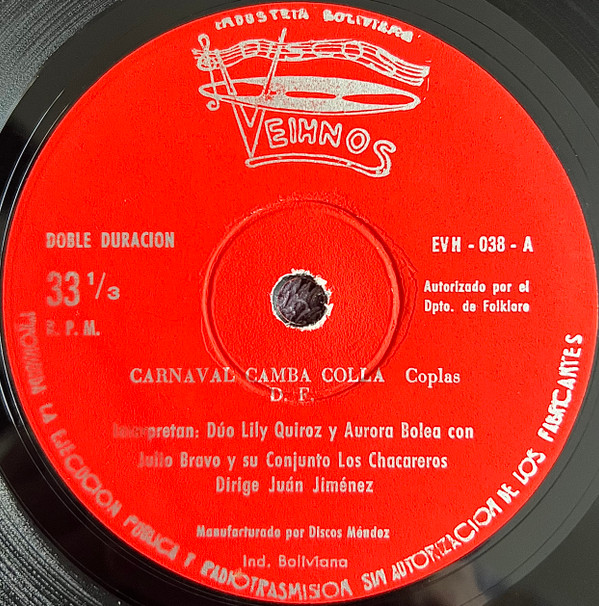 INDUSTRIA BOLIVIANA
VEIHNOS
DOBLE DURACION
EVH - 038 - A
33 1/3
R. P. M.
Autorizado por el
Dpto. de Folklore
CARNAVAL CAMBA COLLA Coplas
D. F.
Interpretan: Dúo Lily Quiroz y Aurora Bolea con
Julio Bravo y su Conjunto Los Chacareros
Dirige Juán Jiménez
Manufacturado por Discos Méndez
Ind. Boliviana
LA EJECUCION PUBLICA Y RADIOTRASMISION SIN AUTORIZACION DE LOS FABRICANTES